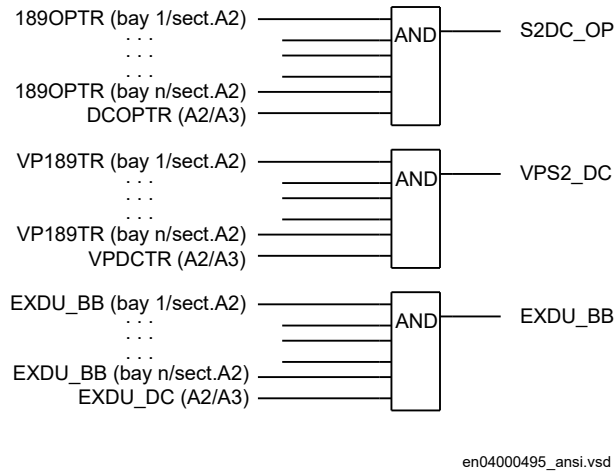 189OPTR (bay 1/sect.A2)
. . .
. . .
. . .
189OPTR (bay n/sect.A2)
DCOPTR (A2/A3)
AND
S2DC_OP
VP189TR (bay 1/sect.A2)
. . .
. . .
. . .
VP189TR (bay n/sect.A2)
VPDCTR (A2/A3)
AND
VPS2_DC
EXDU_BB (bay 1/sect.A2)
. . .
. . .
. . .
EXDU_BB (bay n/sect.A2)
EXDU_DC (A2/A3)
AND
EXDU_BB
en04000495_ansi.vsd